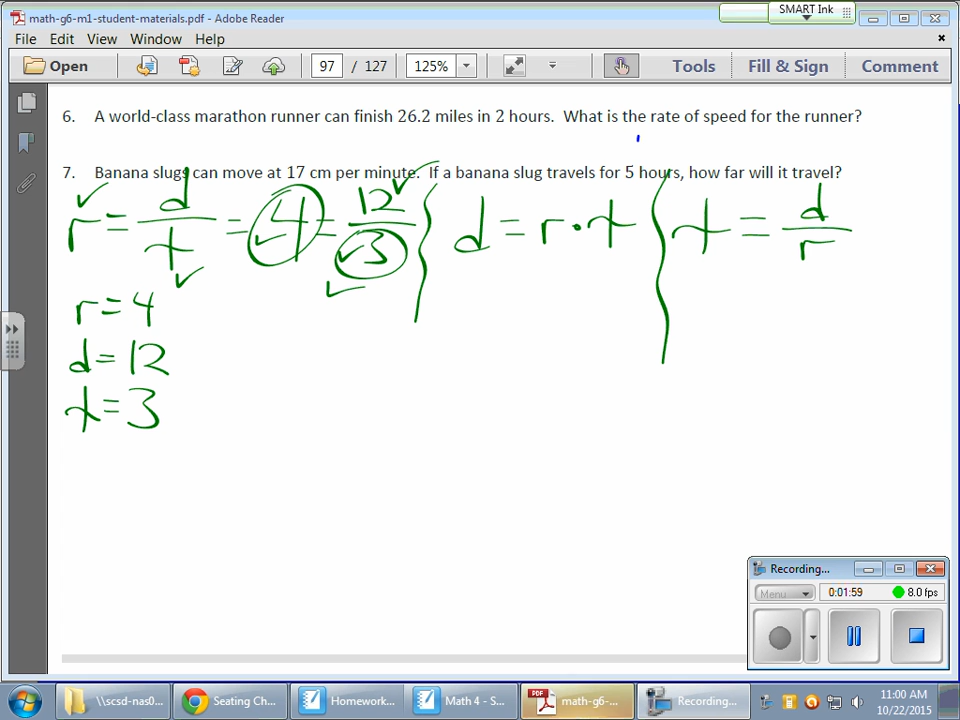 math-g6-m1-student-materials.pdf - Adobe Reader
SMART Ink
File Edit View Window Help
Open 97 / 127 125% Tools Fill & Sign Comment
6. A world-class marathon runner can finish 26.2 miles in 2 hours. What is the rate of speed for the runner?
7. Banana slugs can move at 17 cm per minute. If a banana slug travels for 5 hours, how far will it travel?
r = d/t = 4 = 12/3 d = r · t t = d/r
r = 4
d = 12
t = 3
Recording...
Menu 0:01:59 8.0 fps
\\scsd-nas0... Seating Ch... Homework... Math 4 - S... math-g6-... Recording...
11:00 AM
10/22/2015